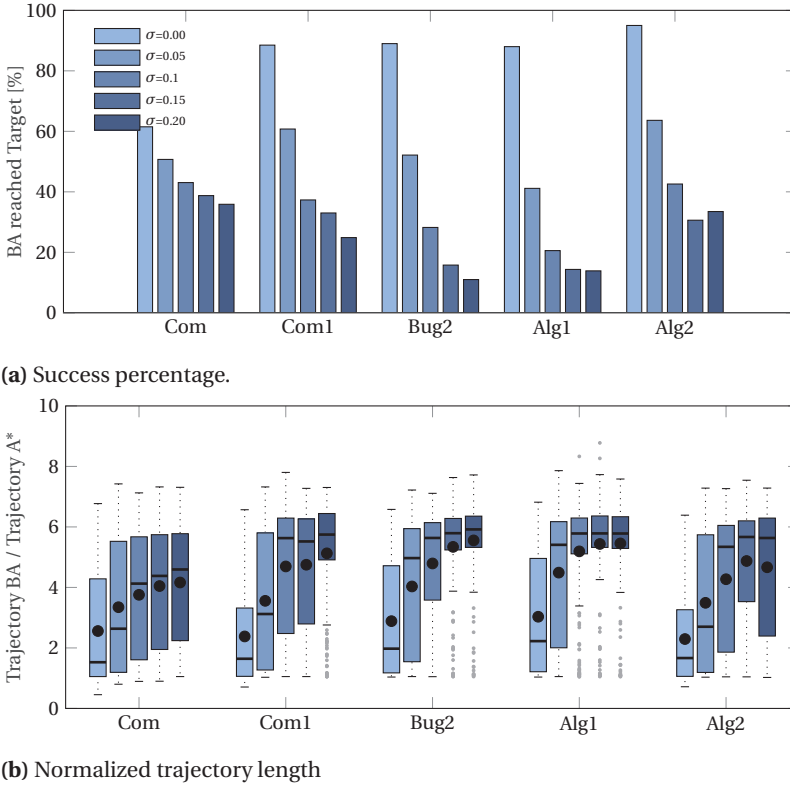 100
80
60
40
20
0
BA reached Target [%]
σ=0.00
σ=0.05
σ=0.1
σ=0.15
σ=0.20
Com Com1 Bug2 Alg1 Alg2
(a) Success percentage.
10
8
6
4
2
0
Trajectory BA / Trajectory A*
Com Com1 Bug2 Alg1 Alg2
(b) Normalized trajectory length